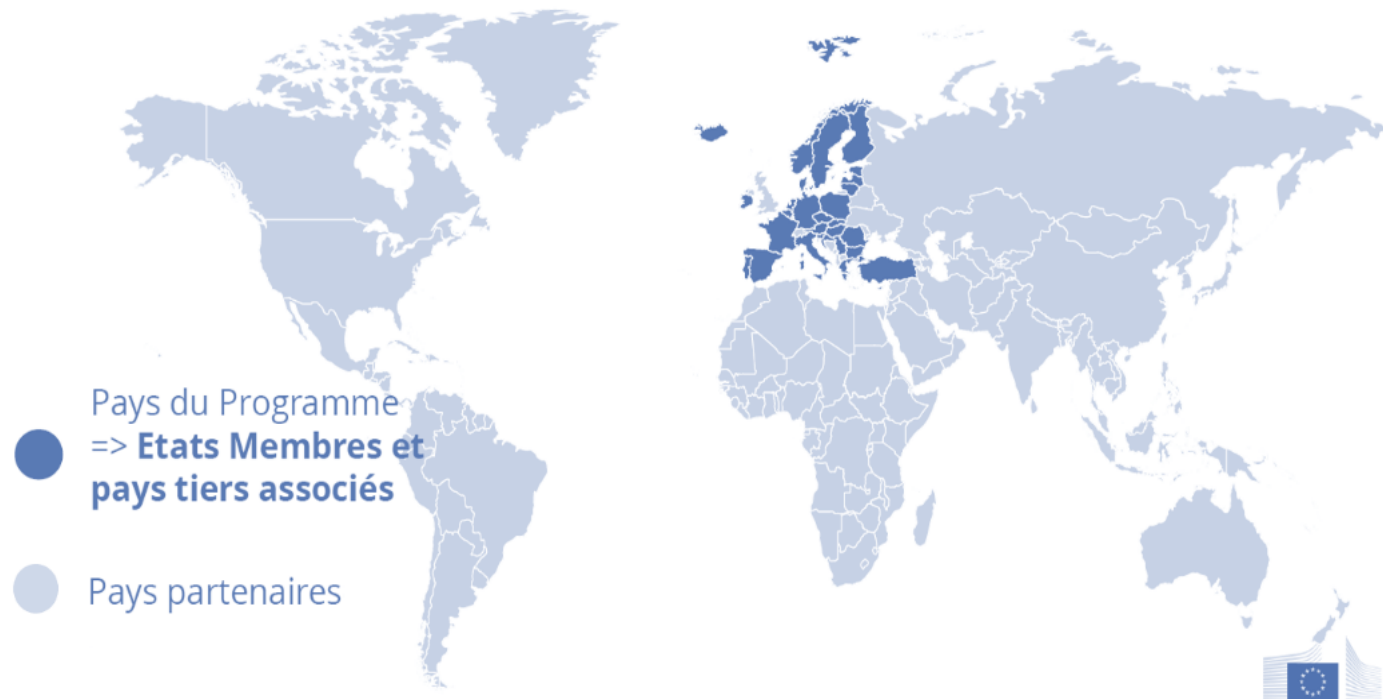 Pays du Programme
=> Etats Membres et
pays tiers associés
Pays partenaires